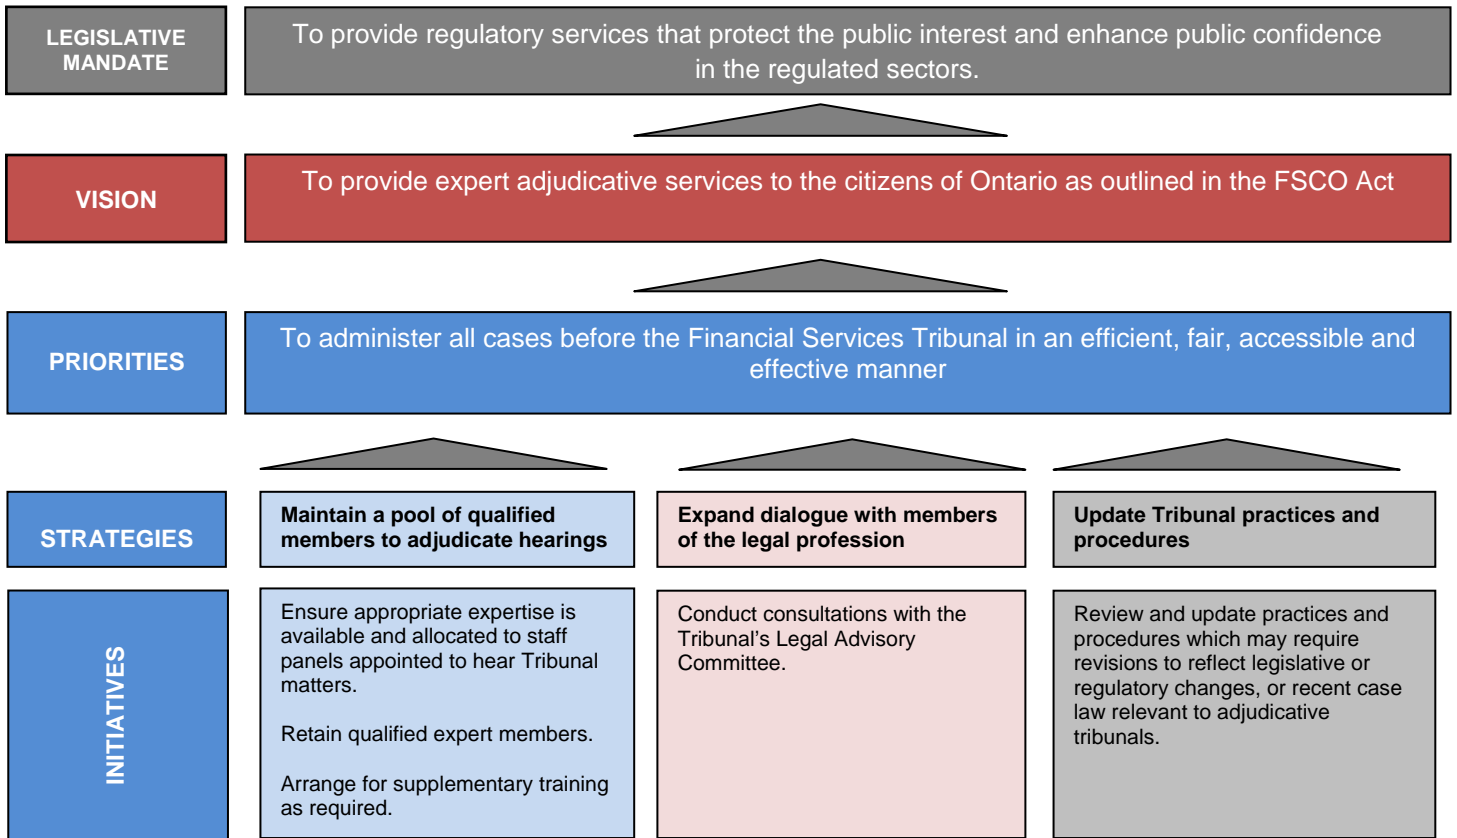 LEGISLATIVE
MANDATE
To provide regulatory services that protect the public interest and enhance public confidence
in the regulated sectors.
VISION
To provide expert adjudicative services to the citizens of Ontario as outlined in the FSCO Act
PRIORITIES
To administer all cases before the Financial Services Tribunal in an efficient, fair, accessible and
effective manner
STRATEGIES
Maintain a pool of qualified
members to adjudicate hearings
Expand dialogue with members
of the legal profession
Update Tribunal practices and
procedures
INITIATIVES
Ensure appropriate expertise is
available and allocated to staff
panels appointed to hear Tribunal
matters.
Retain qualified expert members.
Arrange for supplementary training
as required.
Conduct consultations with the
Tribunal's Legal Advisory
Committee.
Review and update practices and
procedures which may require
revisions to reflect legislative or
regulatory changes, or recent case
law relevant to adjudicative
tribunals.